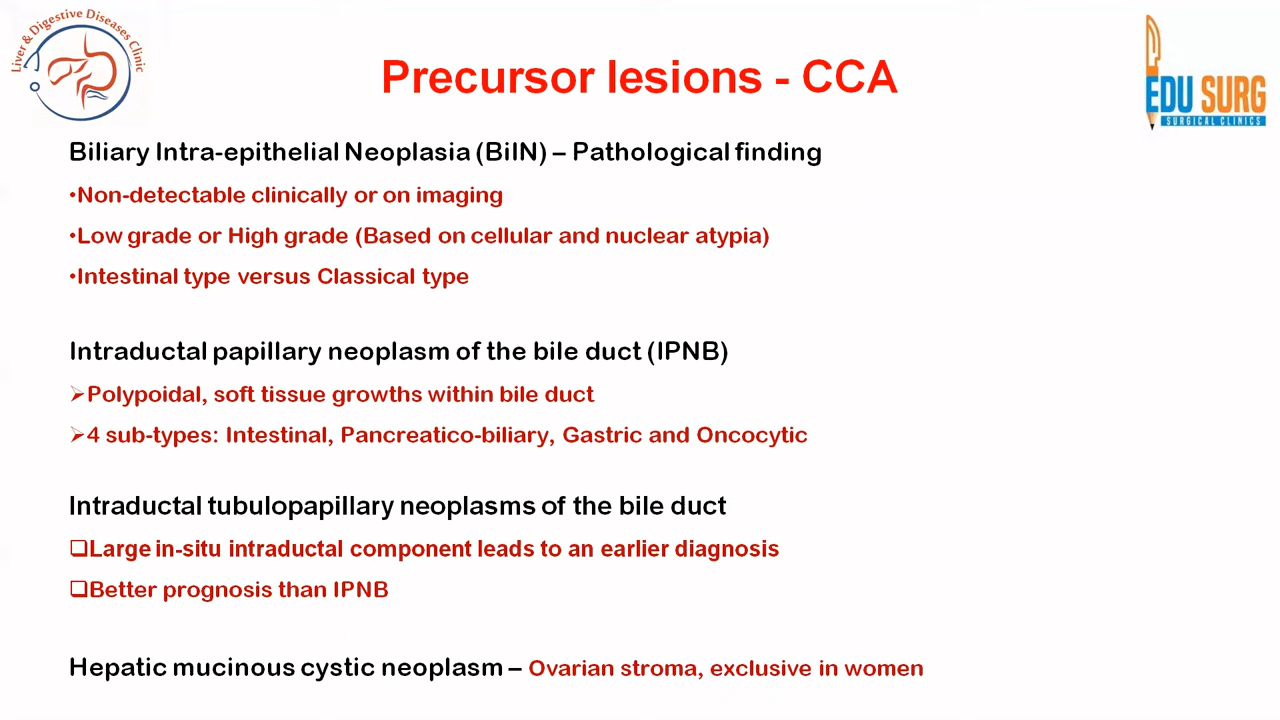 Liver & Digestive Diseases Clinic
Precursor lesions - CCA
EDU SURG
SURGICAL CLINICS
Biliary Intra-epithelial Neoplasia (BilN) – Pathological finding
•Non-detectable clinically or on imaging
•Low grade or High grade (Based on cellular and nuclear atypia)
•Intestinal type versus Classical type
Intraductal papillary neoplasm of the bile duct (IPNB)
➢Polypoidal, soft tissue growths within bile duct
➢4 sub-types: Intestinal, Pancreatico-biliary, Gastric and Oncocytic
Intraductal tubulopapillary neoplasms of the bile duct
❑Large in-situ intraductal component leads to an earlier diagnosis
❑Better prognosis than IPNB
Hepatic mucinous cystic neoplasm – Ovarian stroma, exclusive in women